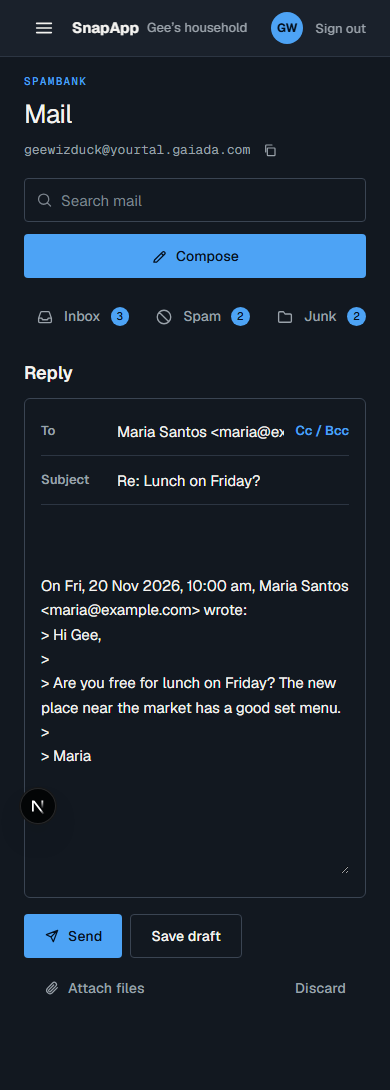 SnapApp Gee's household GW Sign out
SPAMBANK
Mail
geewizduck@yourtal.gaiada.com
Search mail
Compose
Inbox 3 Spam 2 Junk 2
Reply
To Maria Santos <maria@ex Cc / Bcc
Subject Re: Lunch on Friday?
On Fri, 20 Nov 2026, 10:00 am, Maria Santos
<maria@example.com> wrote:
> Hi Gee,
>
> Are you free for lunch on Friday? The new
place near the market has a good set menu.
>
> Maria
N
Send Save draft
Attach files Discard